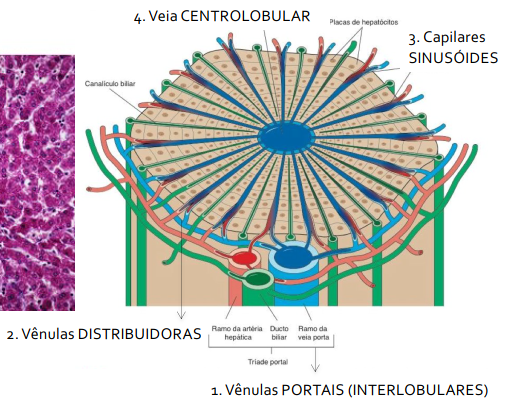 4. Veia CENTROLOBULAR
Placas de hepatócitos
3. Capilares
SINUSÓIDES
Canalículo biliar
2. Vênulas DISTRIBUIDORAS
Ramo da artéria
hepática
Ducto
biliar
Ramo da
veia porta
Tríade portal
1. Vênulas PORTAIS (INTERLOBULARES)